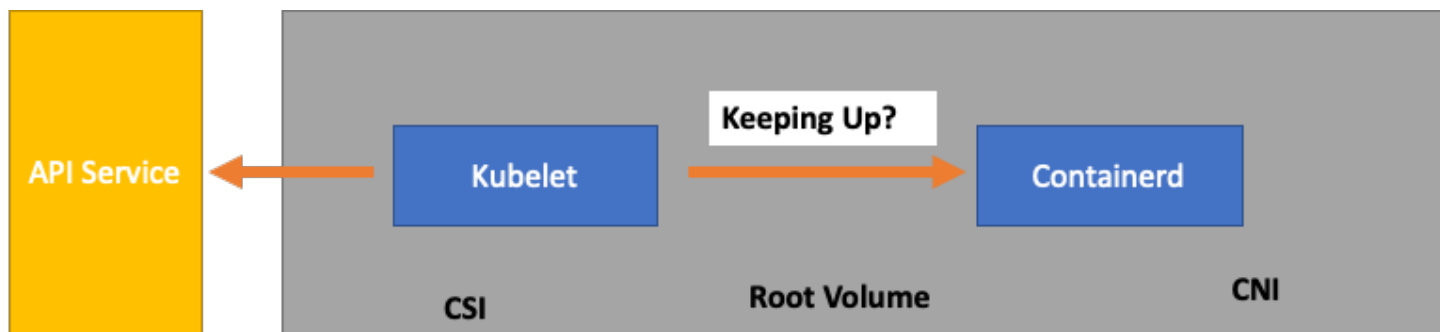 Keeping Up?
API Service
Kubelet
Containerd
CSI
Root Volume
CNI